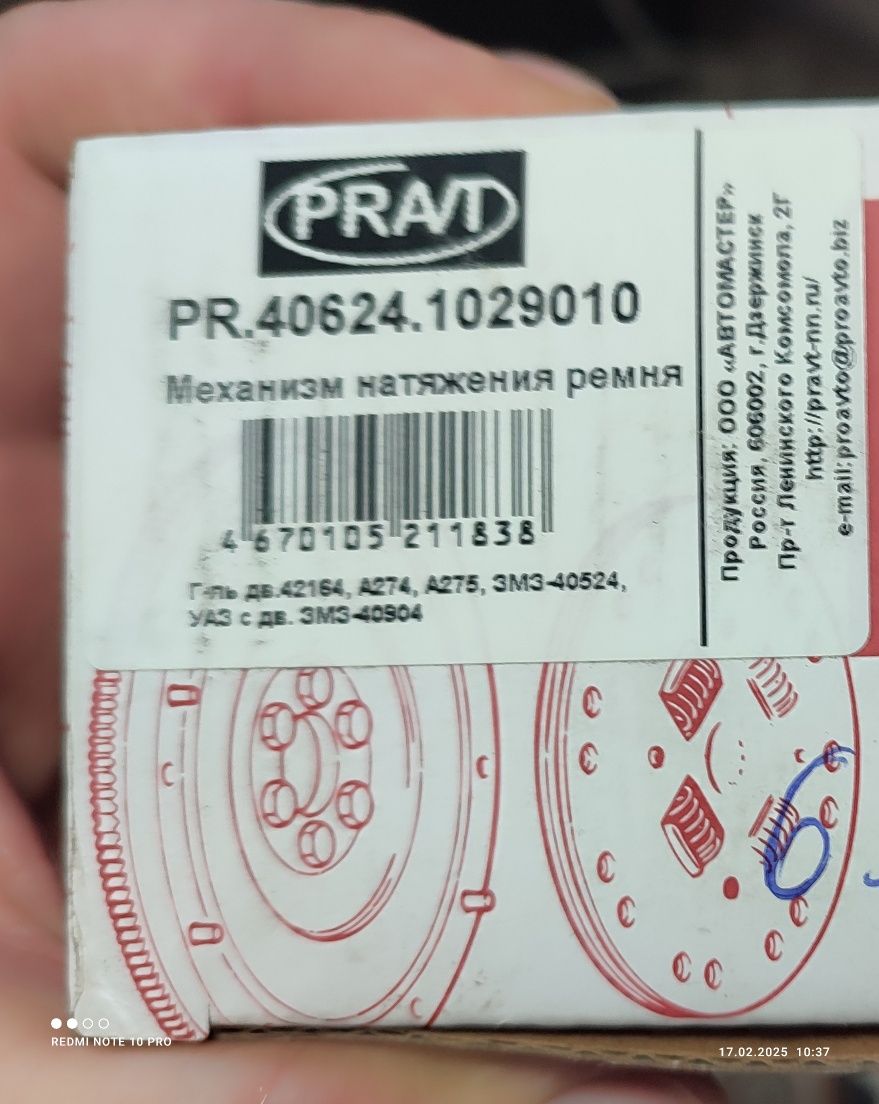 PRAVT
PR.40624.1029010
Механизм натяжения ремня
4 670105 211838
Г-ль дв.42164, А274, А275, ЗМЗ-40524,
УАЗ с дв. ЗМЗ-40904
Продукция: ООО «АВТОМАСТЕР»
Россия, 606002, г.Дзержинск
Пр-т Ленинского Комсомола, 2Г
http://pravt-nn.ru/
e-mail:proavto@proavto.biz
6
REDMI NOTE 10 PRO
17.02.2025 10:37